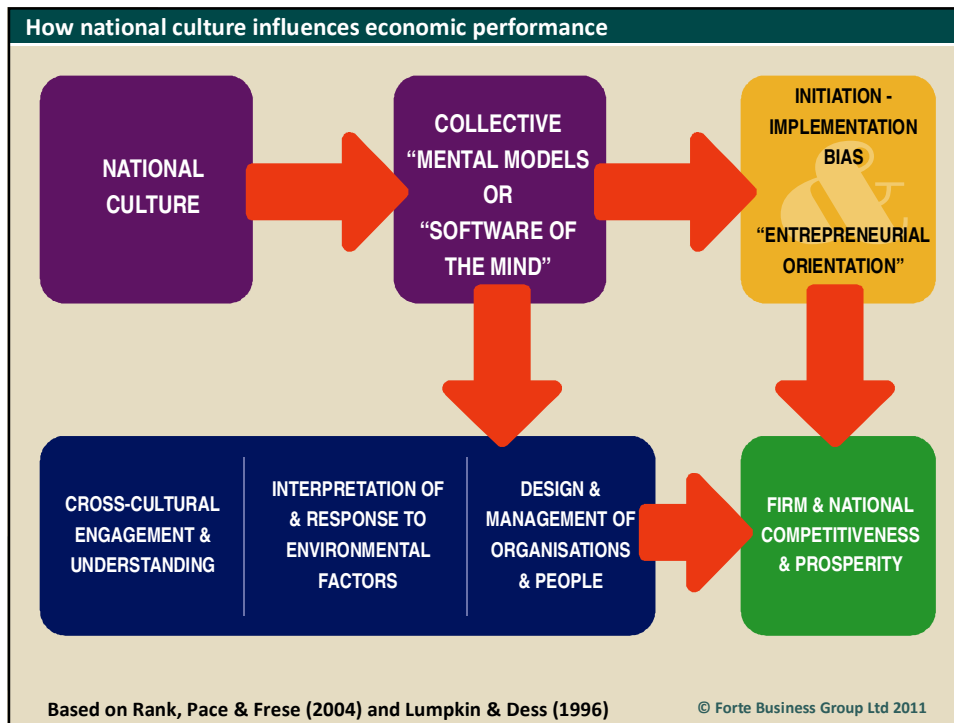 How national culture influences economic performance
NATIONAL
CULTURE
COLLECTIVE
“MENTAL MODELS
OR
“SOFTWARE OF
THE MIND”
INITIATION -
IMPLEMENTATION
BIAS
&
“ENTREPRENEURIAL
ORIENTATION”
CROSS-CULTURAL
ENGAGEMENT &
UNDERSTANDING
INTERPRETATION OF
& RESPONSE TO
ENVIRONMENTAL
FACTORS
DESIGN &
MANAGEMENT OF
ORGANISATIONS
& PEOPLE
FIRM & NATIONAL
COMPETITIVENESS
& PROSPERITY
Based on Rank, Pace & Frese (2004) and Lumpkin & Dess (1996)
© Forte Business Group Ltd 2011